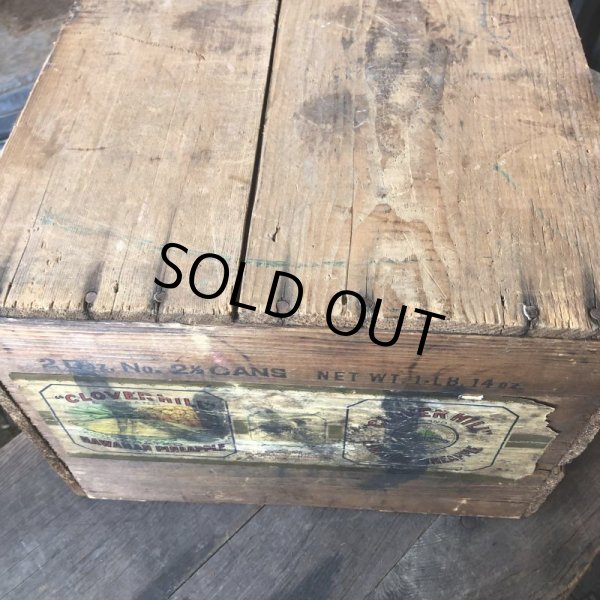 SOLD OUT
2 Doz. No. 2½ CANS NET WT. 1 LB. 14 oz
"CLOVER HILL"
HAWAIIAN PINEAPPLE
CLOVER HILL"
PINEAPPLE